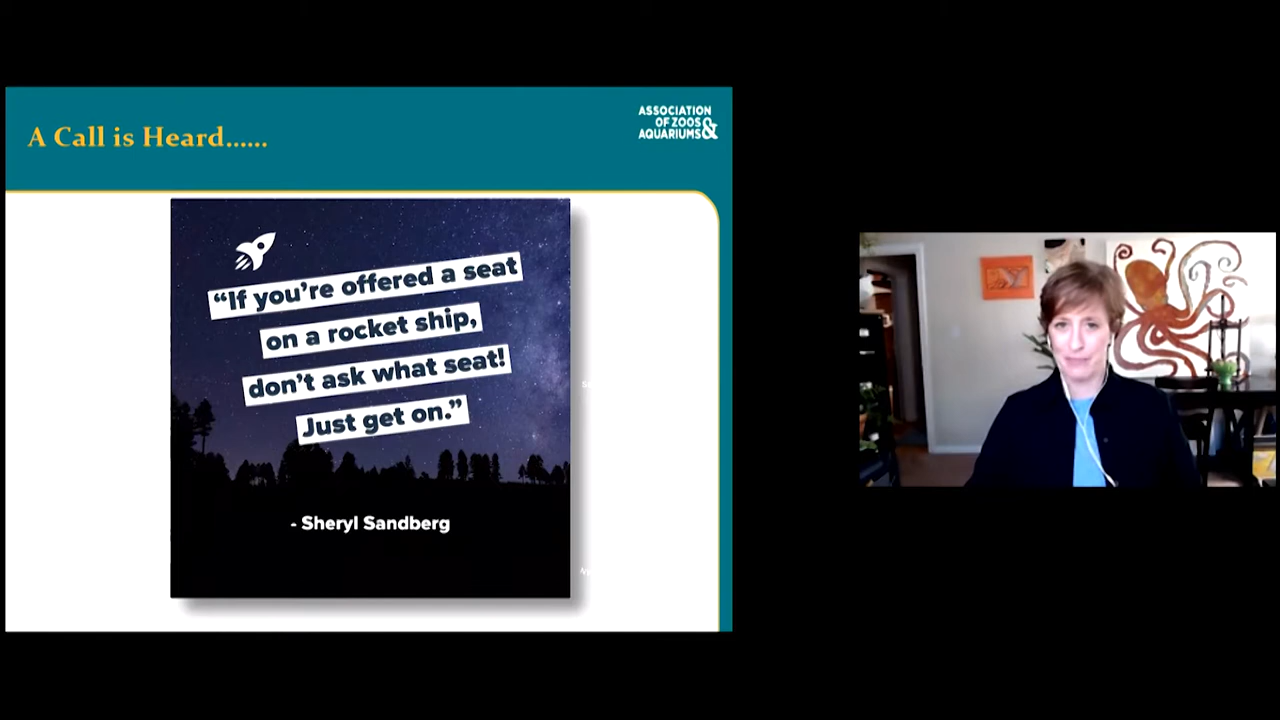 A Call is Heard......
ASSOCIATION
OF ZOOS &
AQUARIUMS
“If you’re offered a seat
on a rocket ship,
don’t ask what seat!
Just get on.”
- Sheryl Sandberg